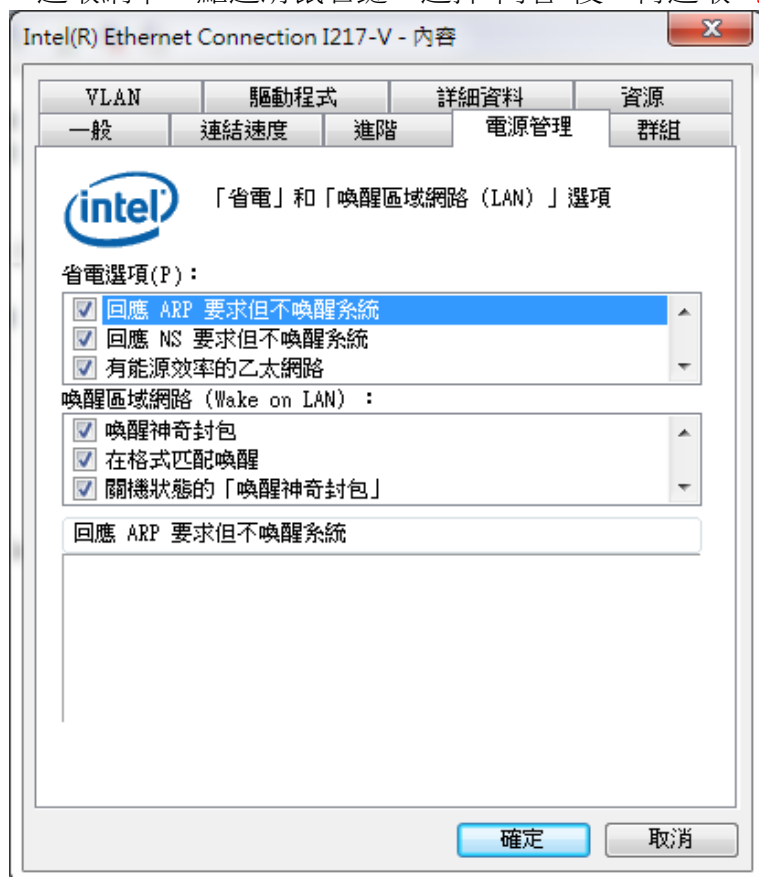 Intel(R) Ethernet Connection I217-V - 內容
VLAN 驅動程式 詳細資料 資源
一般 連結速度 進階 電源管理 群組
intel 「省電」和「喚醒區域網路 (LAN) 」選項
省電選項(P):
回應 ARP 要求但不喚醒系統
回應 NS 要求但不喚醒系統
有能源效率的乙太網路
喚醒區域網路 (Wake on LAN) :
喚醒神奇封包
在格式匹配喚醒
關機狀態的「喚醒神奇封包」
回應 ARP 要求但不喚醒系統
確定 取消